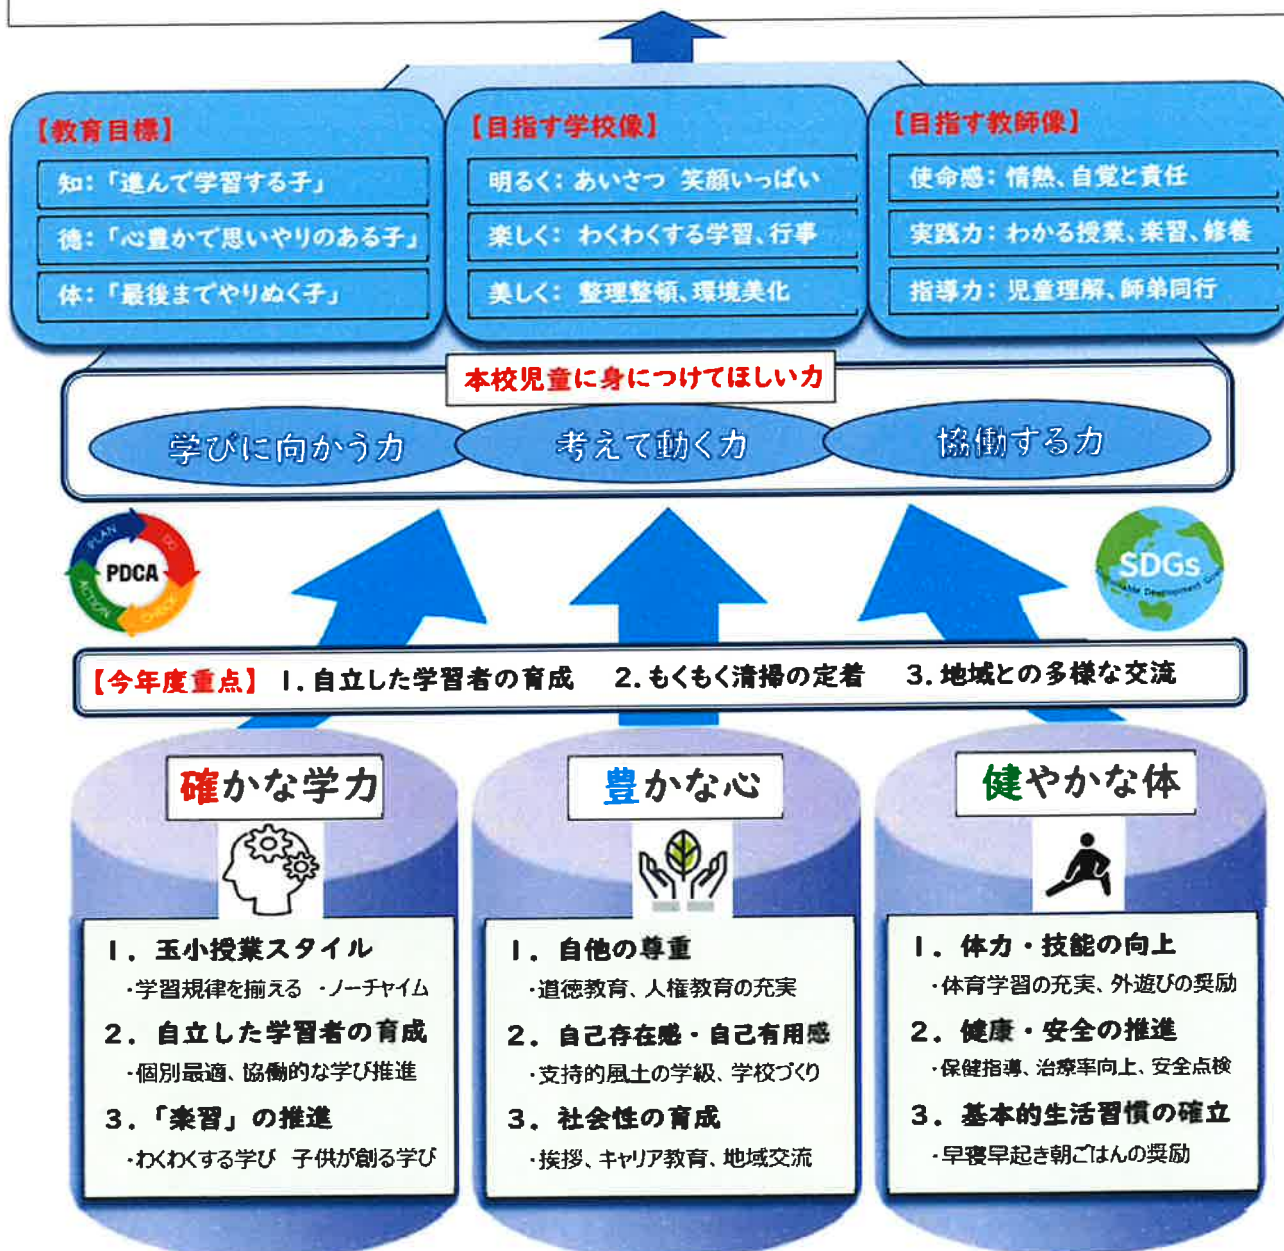 【教育目標】
知：「進んで学習する子」
徳：「心豊かで思いやりのある子」
体：「最後までやりぬく子」
【目指す学校像】
明るく：あいさつ 笑顔いっぱい
楽しく：わくわくする学習、行事
美しく：整理整頓、環境美化
【目指す教師像】
使命感：情熱、自覚と責任
実践力：わかる授業、楽習、修養
指導力：児童理解、師弟同行
本校児童に身につけてほしい力
学びに向かう力
考えて動く力
協働する力
PLAN
DO
CHECK
ACTION
PDCA
SDGs
【今年度重点】 1．自立した学習者の育成 2．もくもく清掃の定着 3．地域との多様な交流
確かな学力
1．玉小授業スタイル
・学習規律を揃える ・ノーチャイム
2．自立した学習者の育成
・個別最適、協働的な学び推進
3．「楽習」の推進
・わくわくする学び 子供が創る学び
豊かな心
1．自他の尊重
・道徳教育、人権教育の充実
2．自己存在感・自己有用感
・支持的風土の学級、学校づくり
3．社会性の育成
・挨拶、キャリア教育、地域交流
健やかな体
1．体力・技能の向上
・体育学習の充実、外遊びの奨励
2．健康・安全の推進
・保健指導、治療率向上、安全点検
3．基本的生活習慣の確立
・早寝早起き朝ごはんの奨励